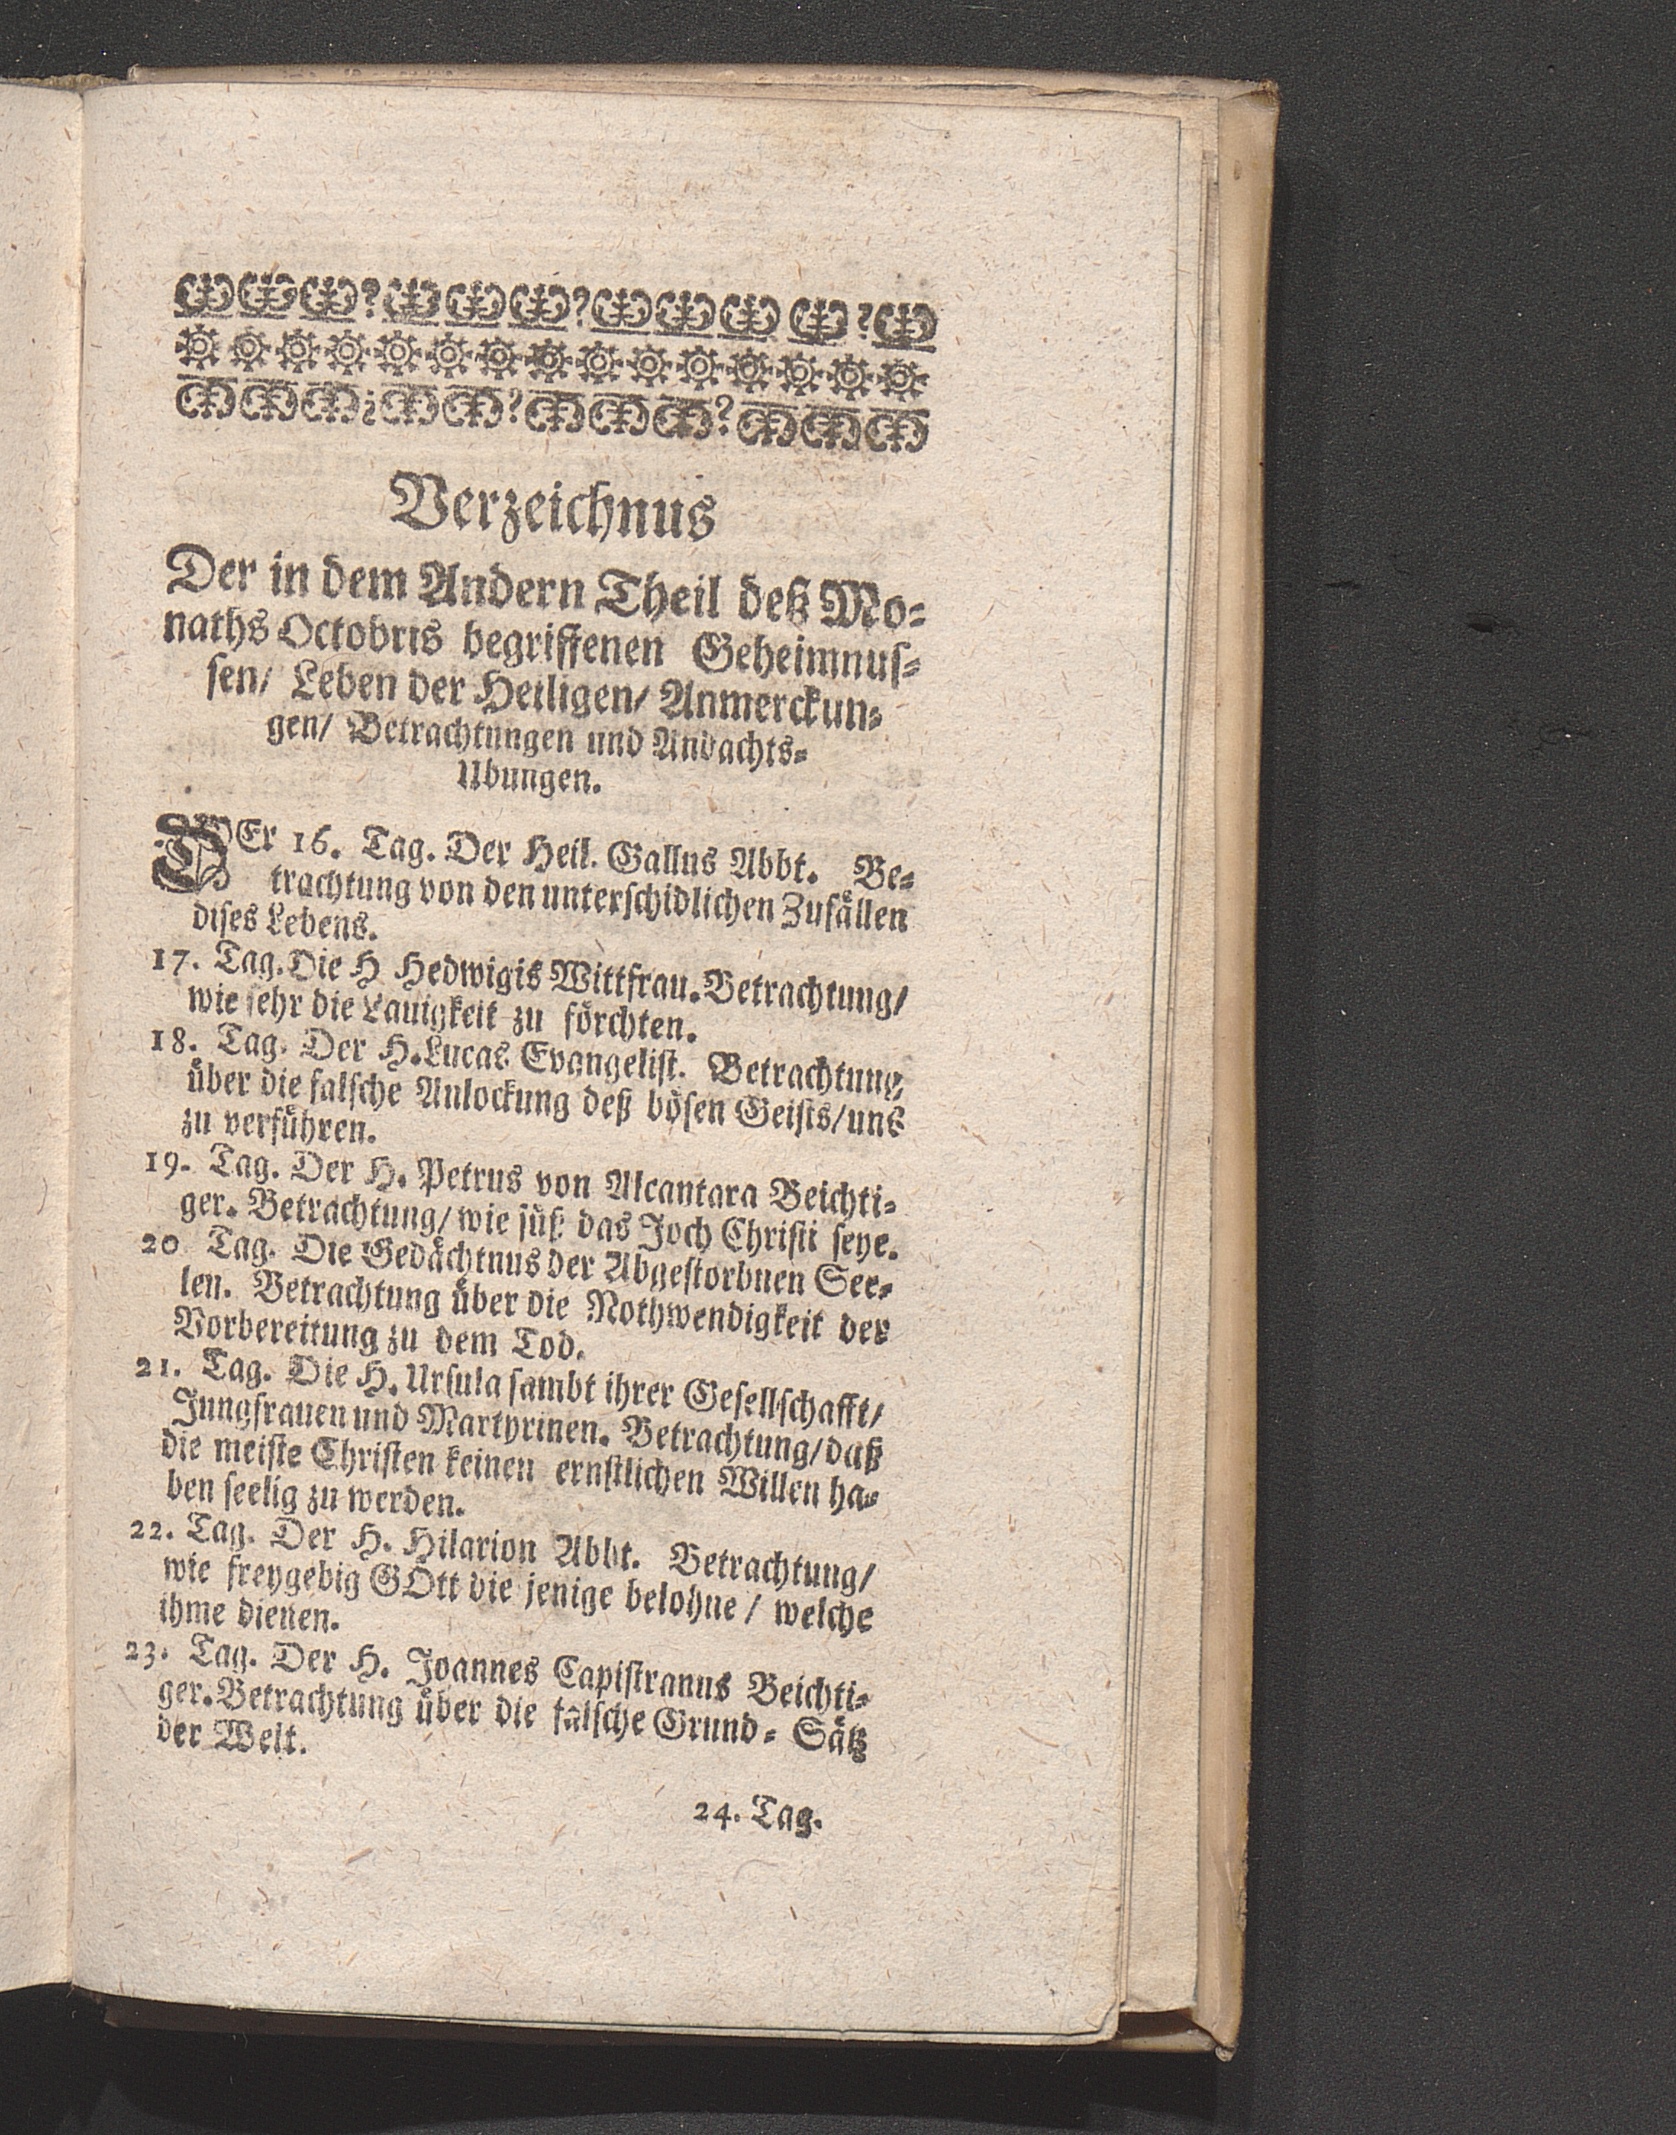 Verzeichnus
Der in dem Andern Theil deß Mo-
naths Octobris begriffenen Geheimnus-
sen/ Leben der Heiligen/ Anmerckun-
gen/ Betrachtungen und Andachts-
Ubungen.
DEr 16. Tag. Der Heil. Gallus Abbt. Be-
trachtung von den unterschidlichen Zufällen
dises Lebens.
17. Tag. Die H Hedwigis Wittfrau. Betrachtung/
wie sehr die Lauigkeit zu förchten.
18. Tag. Der H. Lucas Evangelist. Betrachtung
über die falsche Anlockung deß bösen Geists/ uns
zu verführen.
19. Tag. Der H. Petrus von Alcantara Beichti-
ger. Betrachtung/ wie süß das Joch Christi seye.
20 Tag. Die Gedächtnus der Abgestorbnen See-
len. Betrachtung über die Nothwendigkeit der
Vorbereitung zu dem Tod.
21. Tag. Die H. Ursula sambt ihrer Gesellschafft/
Jungfrauen und Martyrinen. Betrachtung/ daß
die meiste Christen keinen ernstlichen Willen ha-
ben seelig zu werden.
22. Tag. Der H. Hilarion Abbt. Betrachtung/
wie freygebig GOtt die jenige belohne / welche
ihme dienen.
23. Tag. Der H. Joannes Capistranus Beichti-
ger. Betrachtung über die falsche Grund- Sätz
der Welt.
24. Tag.